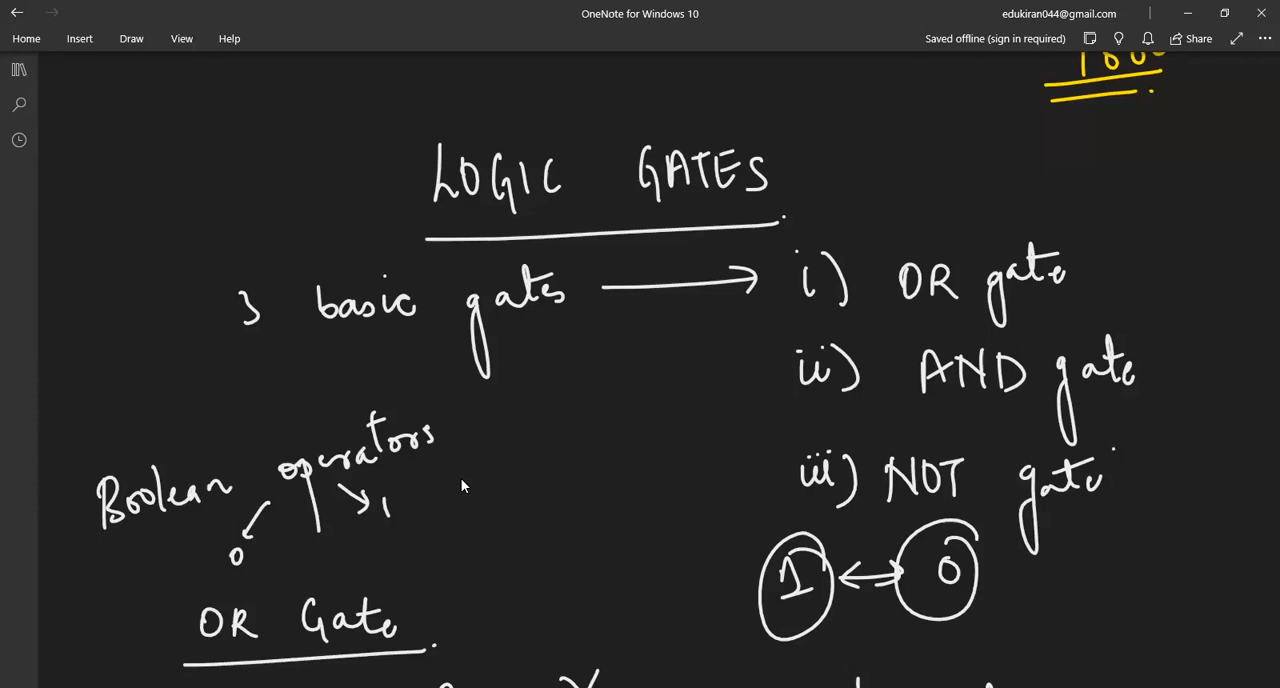 OneNote for Windows 10
edukiran044@gmail.com
Home Insert Draw View Help
Saved offline (sign in required)
Share
LOGIC GATES
3 basic gates → i) OR gate
ii) AND gate
iii) NOT gate
Boolean operators
0 1
1 ↔ 0
OR Gate